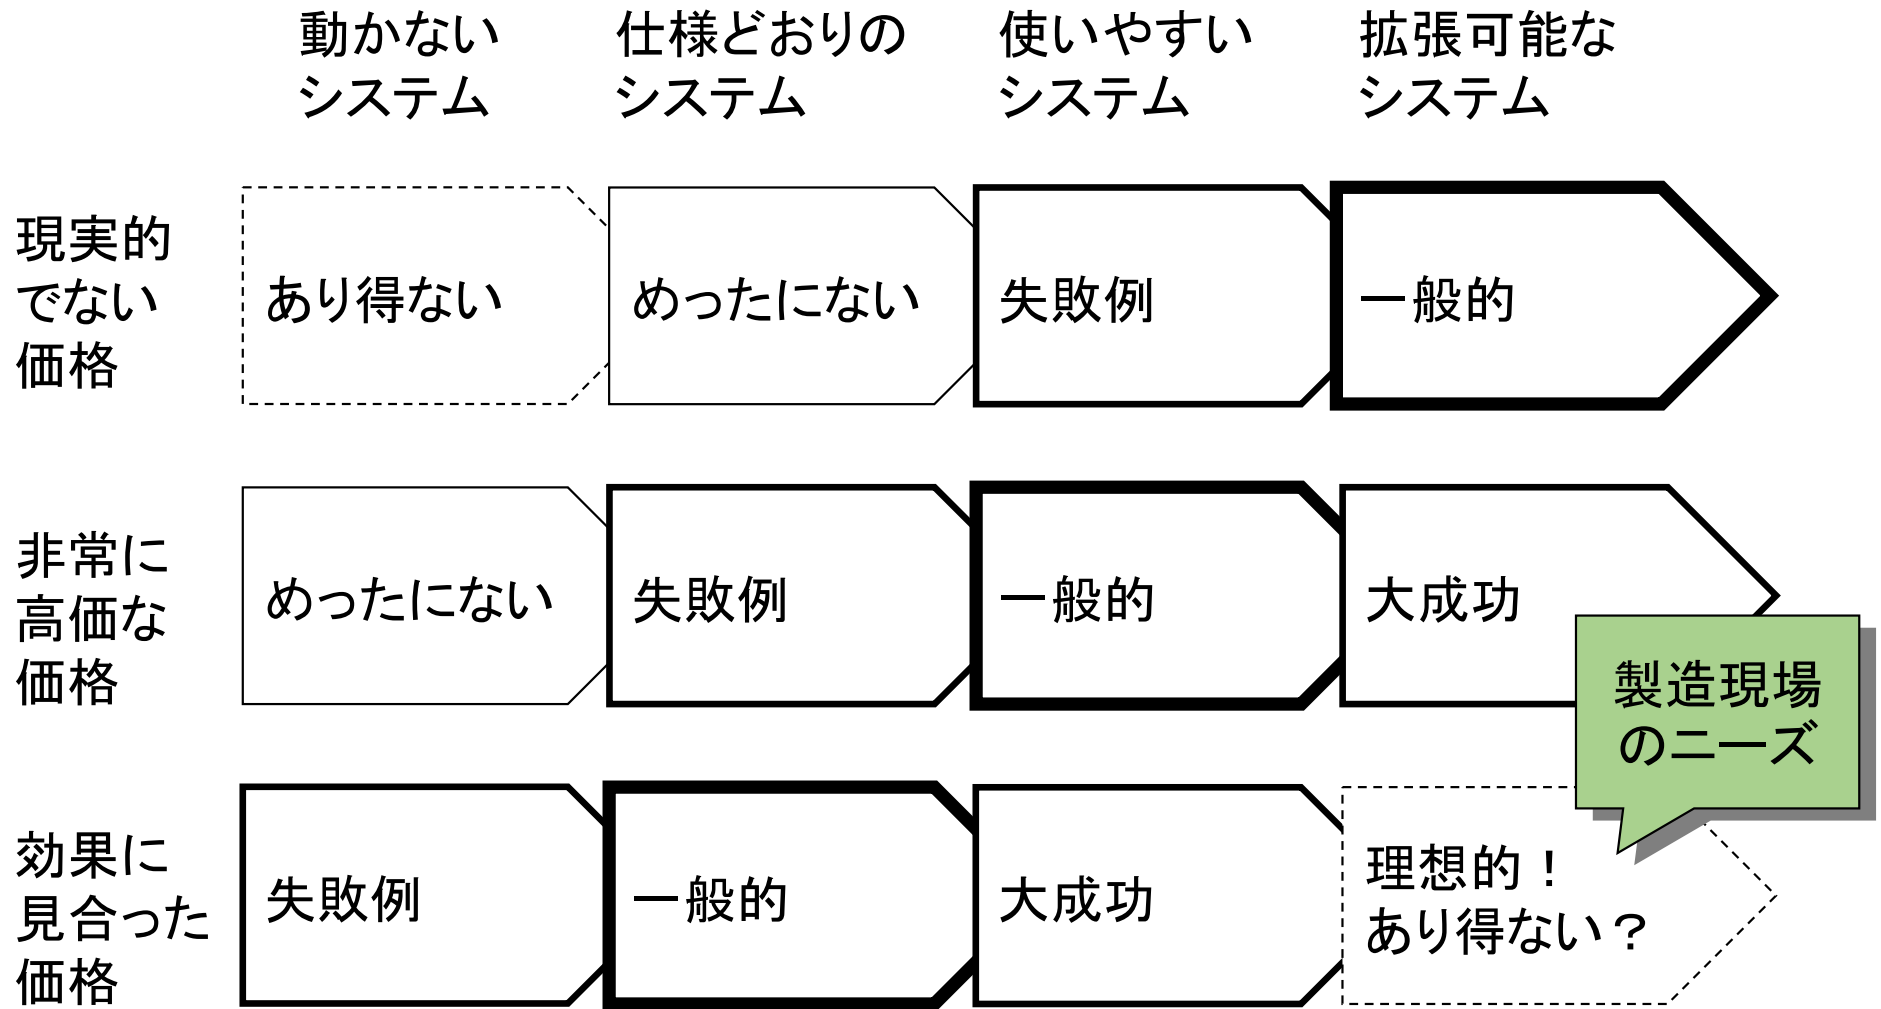 動かない
システム
仕様どおりの
システム
使いやすい
システム
拡張可能な
システム
現実的
でない
価格
あり得ない
めったにない
失敗例
一般的
非常に
高価な
価格
めったにない
失敗例
一般的
大成功
製造現場
のニーズ
効果に
見合った
価格
失敗例
一般的
大成功
理想的！
あり得ない？